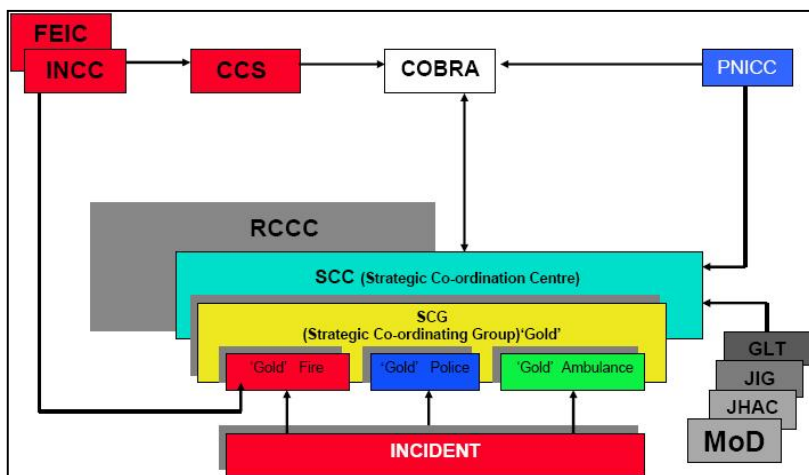 FEIC
INCC
CCS
COBRA
PNICC
RCCC
SCC (Strategic Co-ordination Centre)
SCG
(Strategic Co-ordinating Group)‘Gold’
‘Gold’ Fire
‘Gold’ Police
‘Gold’ Ambulance
GLT
JIG
JHAC
MoD
INCIDENT